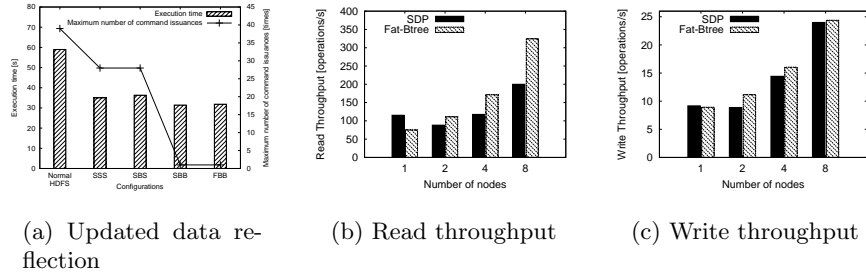 Execution time
Maximum number of command issuances
Execution time [s]
80
70
60
50
40
30
20
10
0
45
40
35
30
25
20
15
10
5
0
Maximum number of command issuances [times]
Normal
HDFS
SSS
SBS
SBB
FBB
Configurations
(a) Updated data re-
flection
SDP
Fat-Btree
Read Throughput [operations/s]
400
350
300
250
200
150
100
50
0
1 2 4 8
Number of nodes
(b) Read throughput
SDP
Fat-Btree
Write Throughput [operations/s]
25
20
15
10
5
0
1 2 4 8
Number of nodes
(c) Write throughput